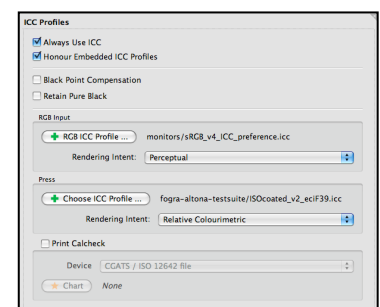 ICC Profiles
Always Use ICC
Honour Embedded ICC Profiles
Black Point Compensation
Retain Pure Black
RGB Input
RGB ICC Profile ... monitors/sRGB_v4_ICC_preference.icc
Rendering Intent: Perceptual
Press
Choose ICC Profile ... fogra-altona-testsuite/ISOcoated_v2_eciF39.icc
Rendering Intent: Relative Colourimetric
Print Calcheck
Device CGATS / ISO 12642 file
Chart None